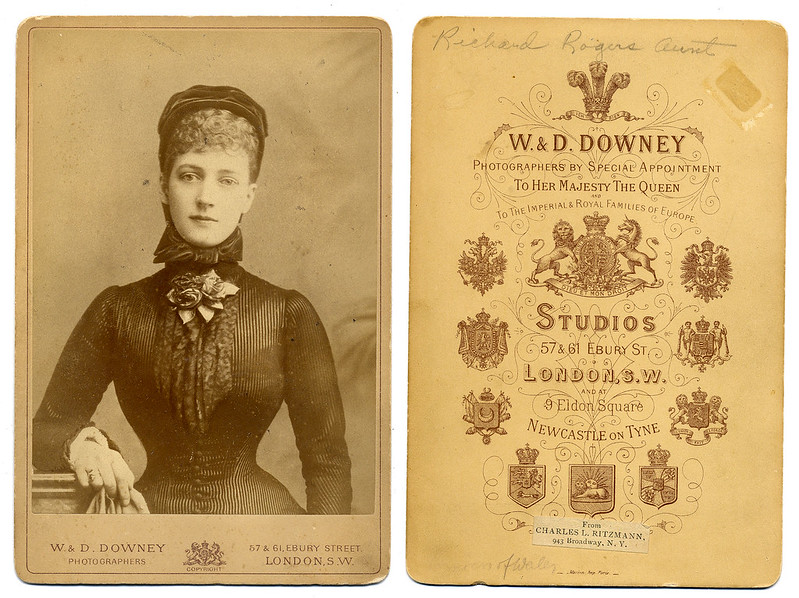 W. & D. DOWNEY
PHOTOGRAPHERS
COPYRIGHT
57 & 61, EBURY STREET
LONDON, S.W.
Richard Rogers Aunt
W. & D. DOWNEY
PHOTOGRAPHERS BY SPECIAL APPOINTMENT
TO HER MAJESTY THE QUEEN
AND
TO THE IMPERIAL & ROYAL FAMILIES OF EUROPE
STUDIOS
57 & 61 EBURY ST.
LONDON, S.W.
AND AT
9 Eldon Square
NEWCASTLE ON TYNE
From
CHARLES L. RITZMANN,
943 Broadway, N. Y.
of Wales